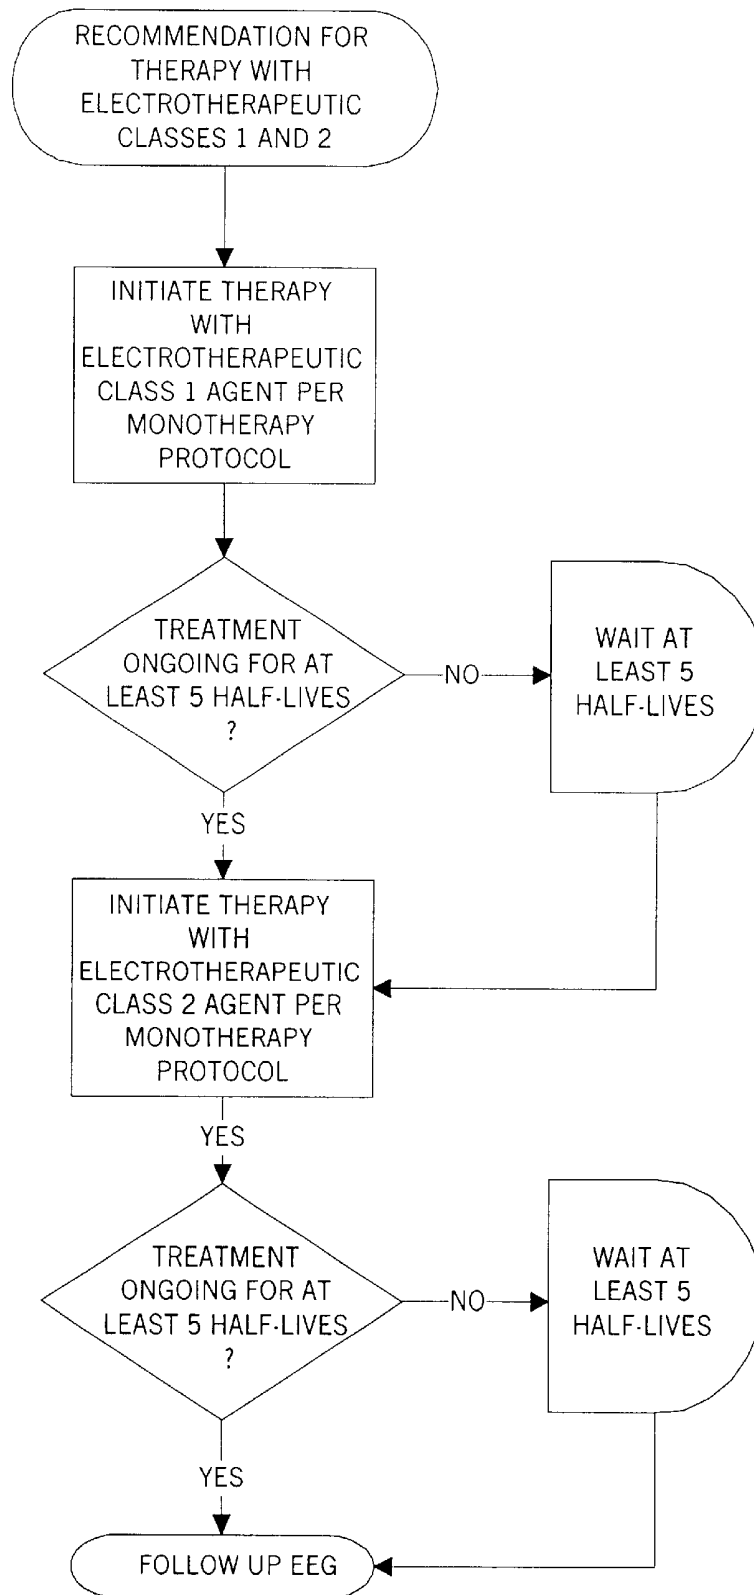 RECOMMENDATION FOR
THERAPY WITH
ELECTROTHERAPEUTIC
CLASSES 1 AND 2
INITIATE THERAPY
WITH
ELECTROTHERAPEUTIC
CLASS 1 AGENT PER
MONOTHERAPY
PROTOCOL
TREATMENT
ONGOING FOR AT
LEAST 5 HALF-LIVES
?
NO
WAIT AT
LEAST 5
HALF-LIVES
YES
INITIATE THERAPY
WITH
ELECTROTHERAPEUTIC
CLASS 2 AGENT PER
MONOTHERAPY
PROTOCOL
YES
TREATMENT
ONGOING FOR AT
LEAST 5 HALF-LIVES
?
NO
WAIT AT
LEAST 5
HALF-LIVES
YES
FOLLOW UP EEG